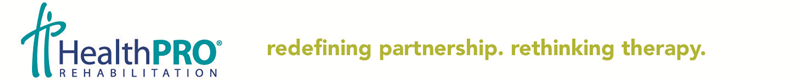 HealthPRO®
REHABILITATION
redefining partnership. rethinking therapy.